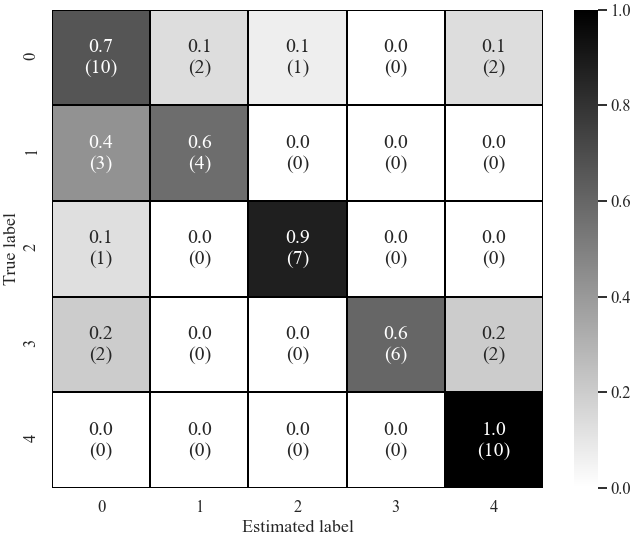 0.7 0.1 0.1 0.0 0.1
(10) (2) (1) (0) (2)
0.4 0.6 0.0 0.0 0.0
(3) (4) (0) (0) (0)
0.1 0.0 0.9 0.0 0.0
(1) (0) (7) (0) (0)
0.2 0.0 0.0 0.6 0.2
(2) (0) (0) (6) (2)
0.0 0.0 0.0 0.0 1.0
(0) (0) (0) (0) (10)
0
1
2
3
4
True label
0 1 2 3 4
Estimated label
1.0
0.8
0.6
0.4
0.2
0.0